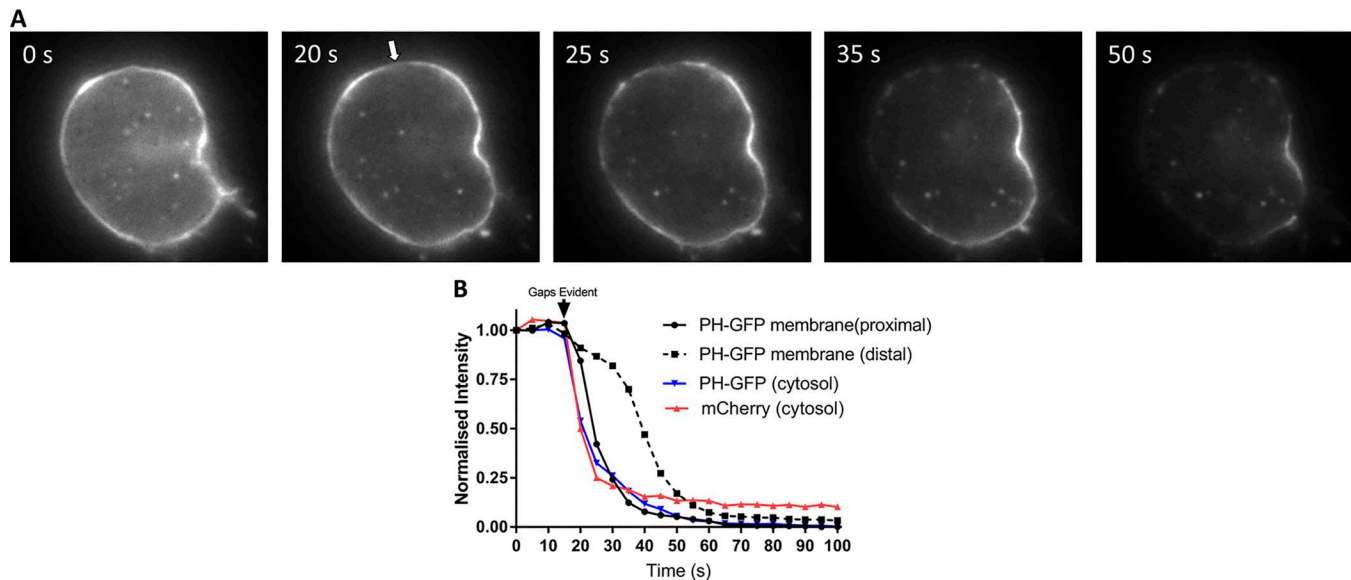 A
0 s
20 s
25 s
35 s
50 s
B
Gaps Evident
PH-GFP membrane(proximal)
PH-GFP membrane (distal)
PH-GFP (cytosol)
mCherry (cytosol)
Normalised Intensity
1.00
0.75
0.50
0.25
0.00
0 10 20 30 40 50 60 70 80 90 100
Time (s)